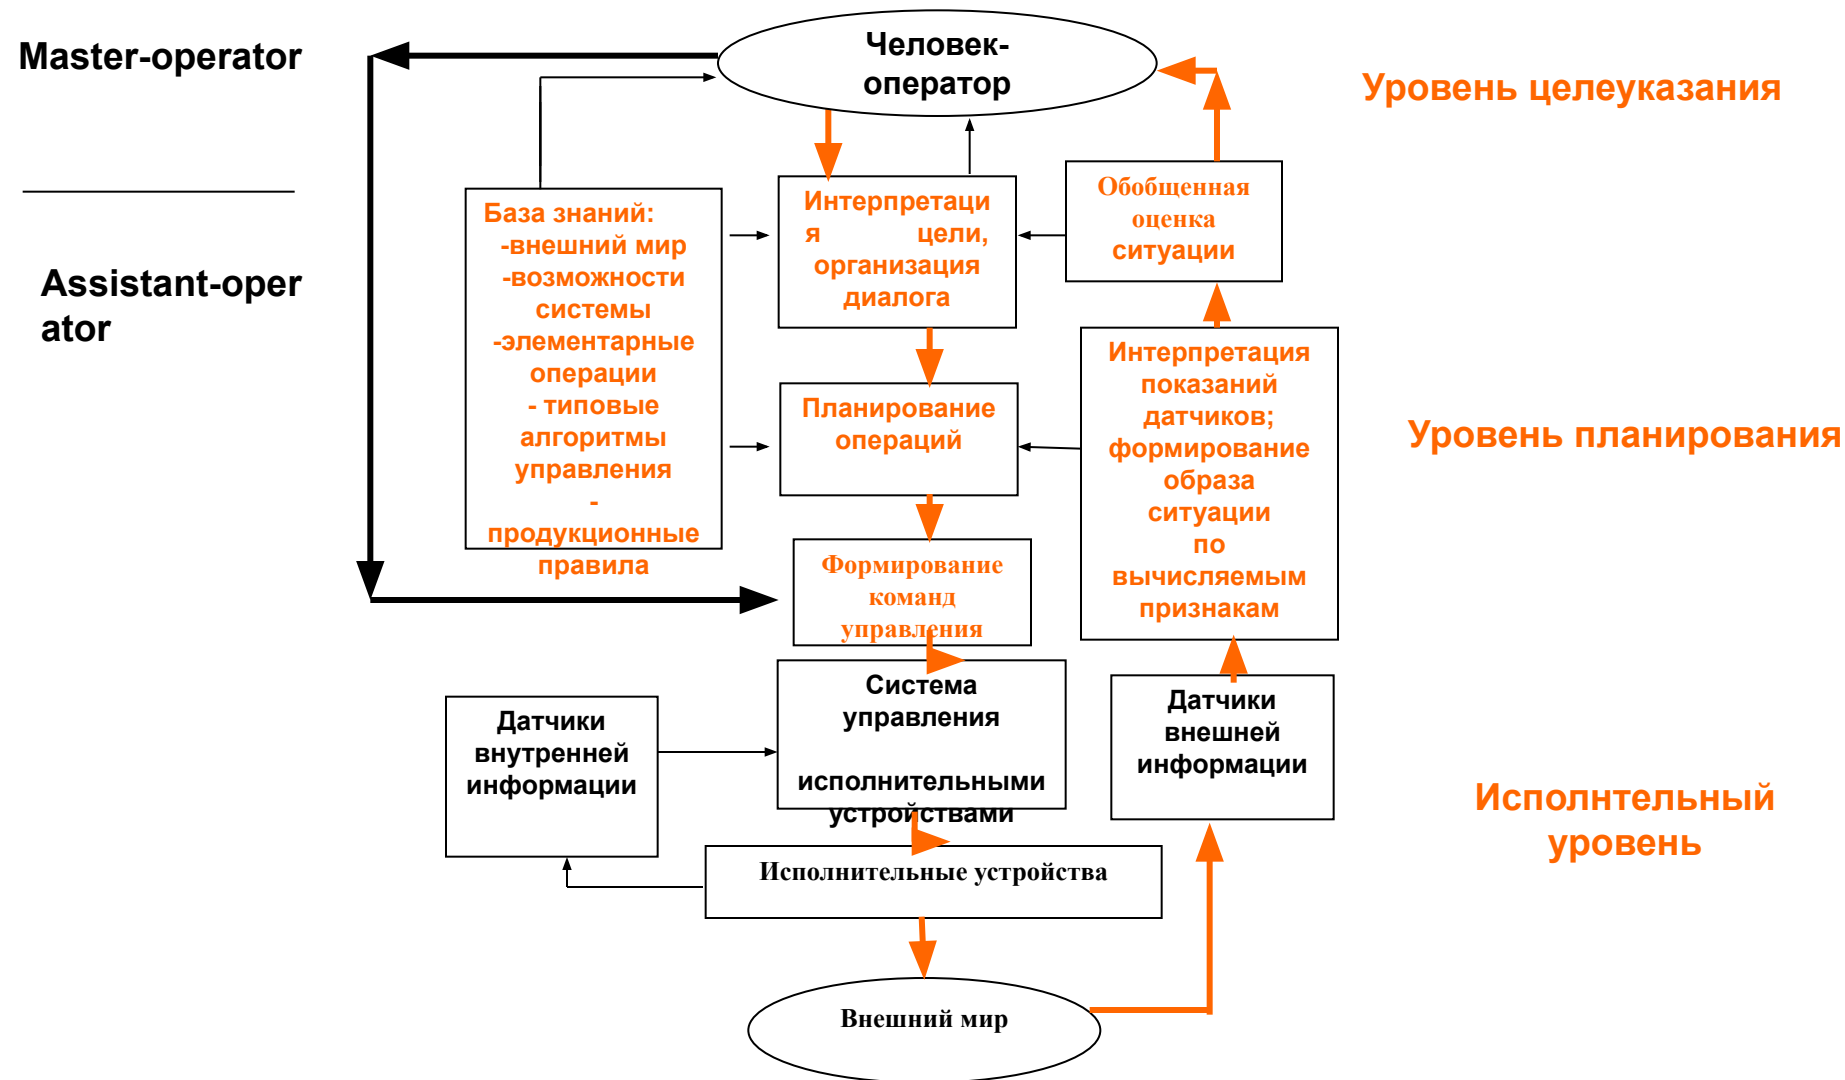 Master-operator
Человек-
оператор
Уровень целеуказания
База знаний:
-внешний мир
-возможности
системы
-элементарные
операции
- типовые
алгоритмы
управления
-
продукционные
правила
Интерпретаци
я цели,
организация
диалога
Обобщенная
оценка
ситуации
Assistant-oper
ator
Планирование
операций
Интерпретация
показаний
датчиков;
формирование
образа
ситуации
по
вычисляемым
признакам
Уровень планирования
Формирование
команд
управления
Датчики
внутренней
информации
Система
управления
исполнительными
устройствами
Датчики
внешней
информации
Исполнтельный
уровень
Исполнительные устройства
Внешний мир